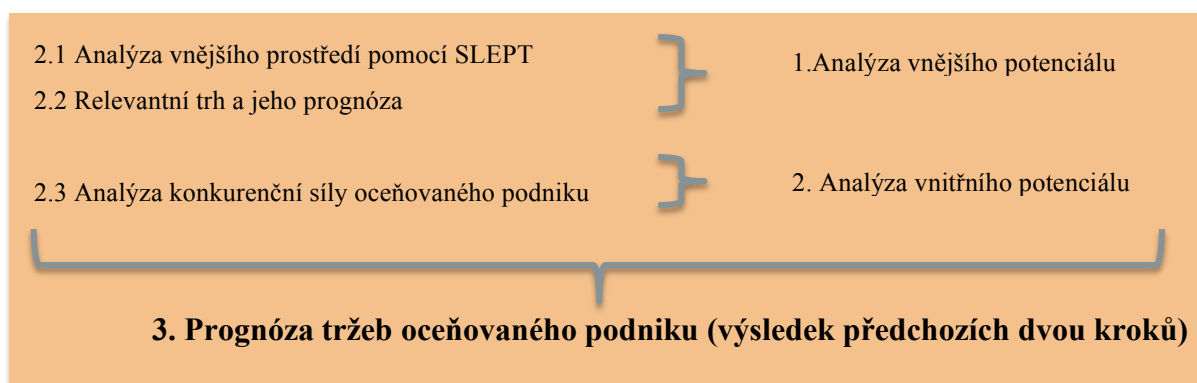 2.1 Analýza vnějšího prostředí pomocí SLEPT
2.2 Relevantní trh a jeho prognóza
1.Analýza vnějšího potenciálu
2.3 Analýza konkurenční síly oceňovaného podniku
2. Analýza vnitřního potenciálu
3. Prognóza tržeb oceňovaného podniku (výsledek předchozích dvou kroků)